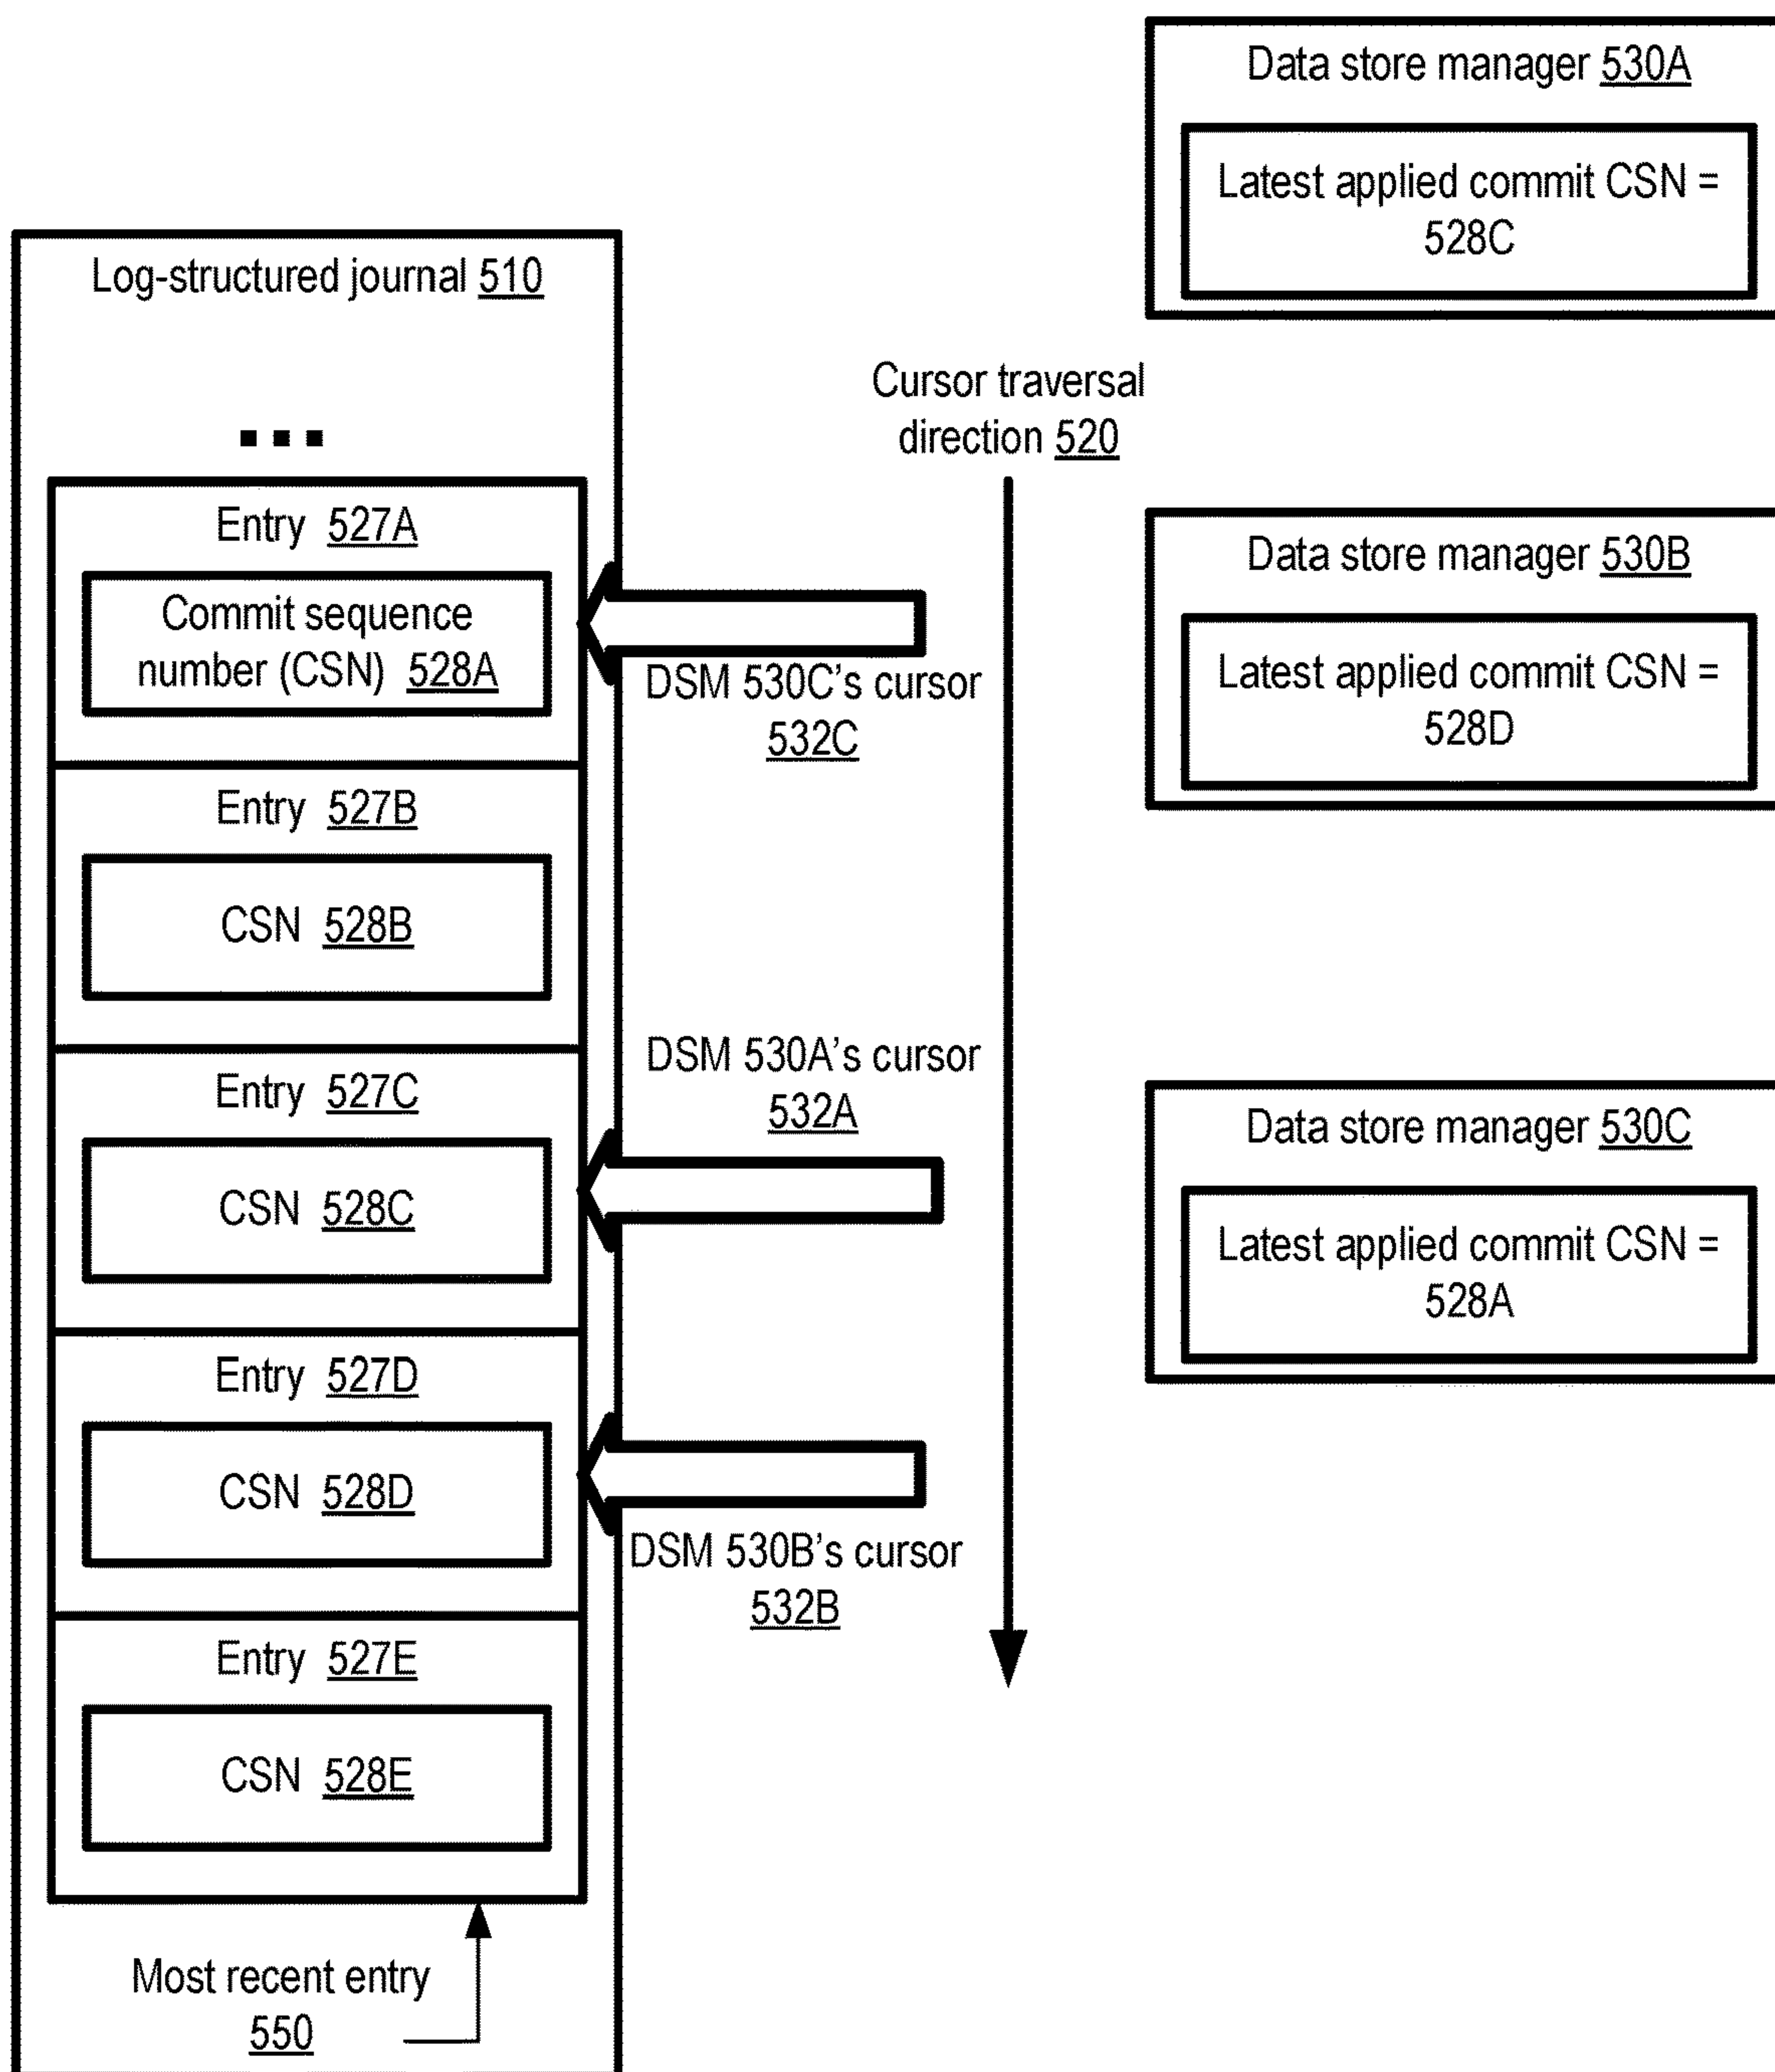 Log-structured journal 510
...
Entry 527A
Commit sequence
number (CSN) 528A
Entry 527B
CSN 528B
Entry 527C
CSN 528C
Entry 527D
CSN 528D
Entry 527E
CSN 528E
Most recent entry
550
DSM 530C's cursor
532C
DSM 530A's cursor
532A
DSM 530B's cursor
532B
Cursor traversal
direction 520
Data store manager 530A
Latest applied commit CSN =
528C
Data store manager 530B
Latest applied commit CSN =
528D
Data store manager 530C
Latest applied commit CSN =
528A